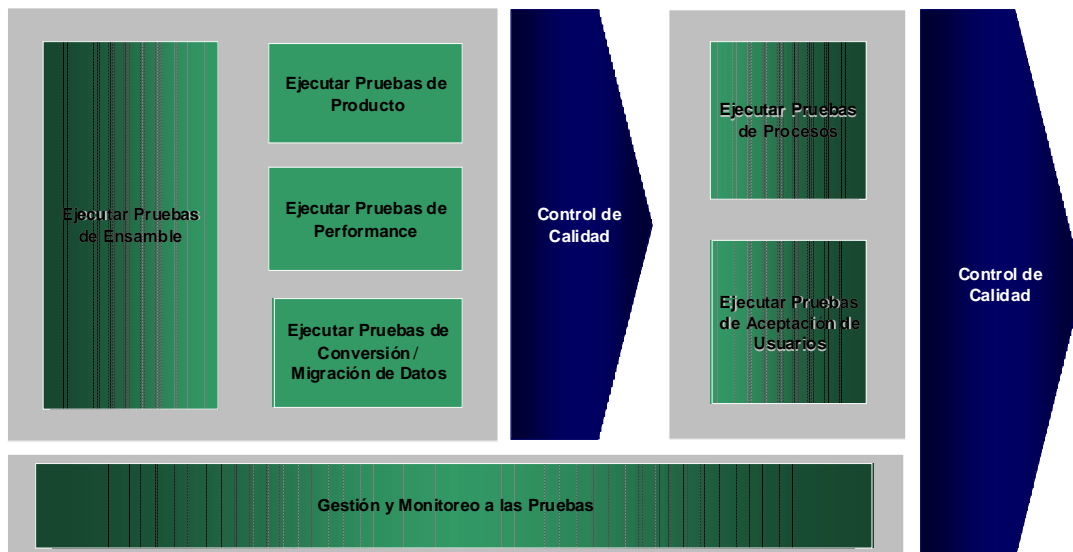 Ejecutar Pruebas
de Ensamble
Ejecutar Pruebas de
Producto
Ejecutar Pruebas de
Performance
Ejecutar Pruebas de
Conversión /
Migración de Datos
Control de
Calidad
Ejecutar Pruebas
de Procesos
Ejecutar Pruebas
de Aceptación de
Usuarios
Control de
Calidad
Gestión y Monitoreo a las Pruebas